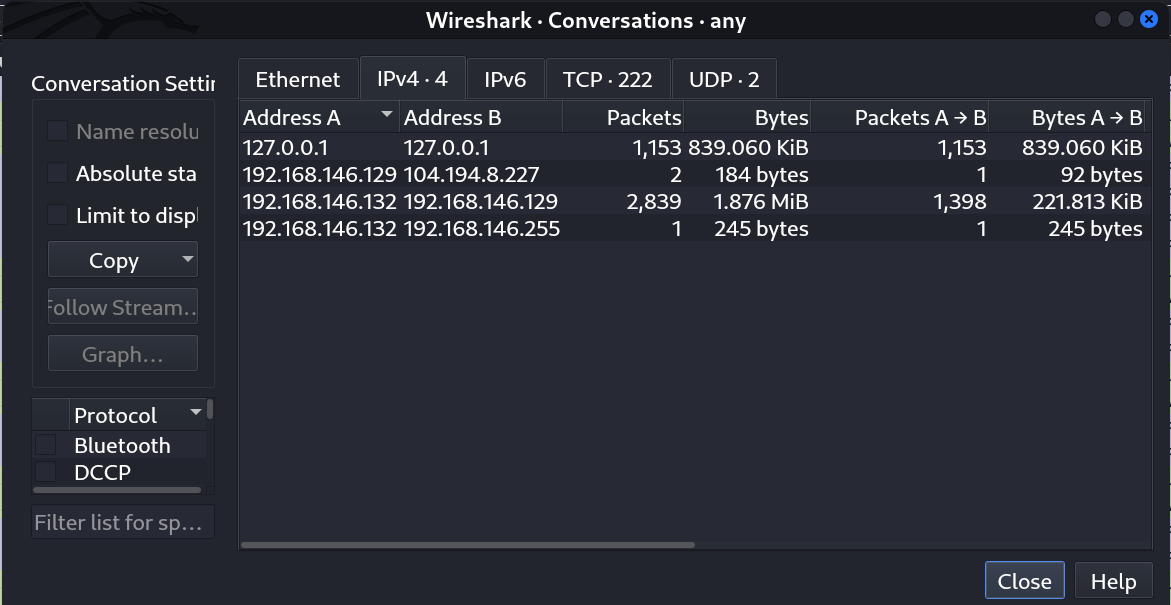 Wireshark · Conversations · any
Conversation Settin
Name resolu
Absolute sta
Limit to displ
Copy
Follow Stream…
Graph…
Protocol
Bluetooth
DCCP
Filter list for sp…
Ethernet IPv4 · 4 IPv6 TCP · 222 UDP · 2
Address A Address B Packets Bytes Packets A → B Bytes A → B
127.0.0.1 127.0.0.1 1,153 839.060 KiB 1,153 839.060 KiB
192.168.146.129 104.194.8.227 2 184 bytes 1 92 bytes
192.168.146.132 192.168.146.129 2,839 1.876 MiB 1,398 221.813 KiB
192.168.146.132 192.168.146.255 1 245 bytes 1 245 bytes
Close Help